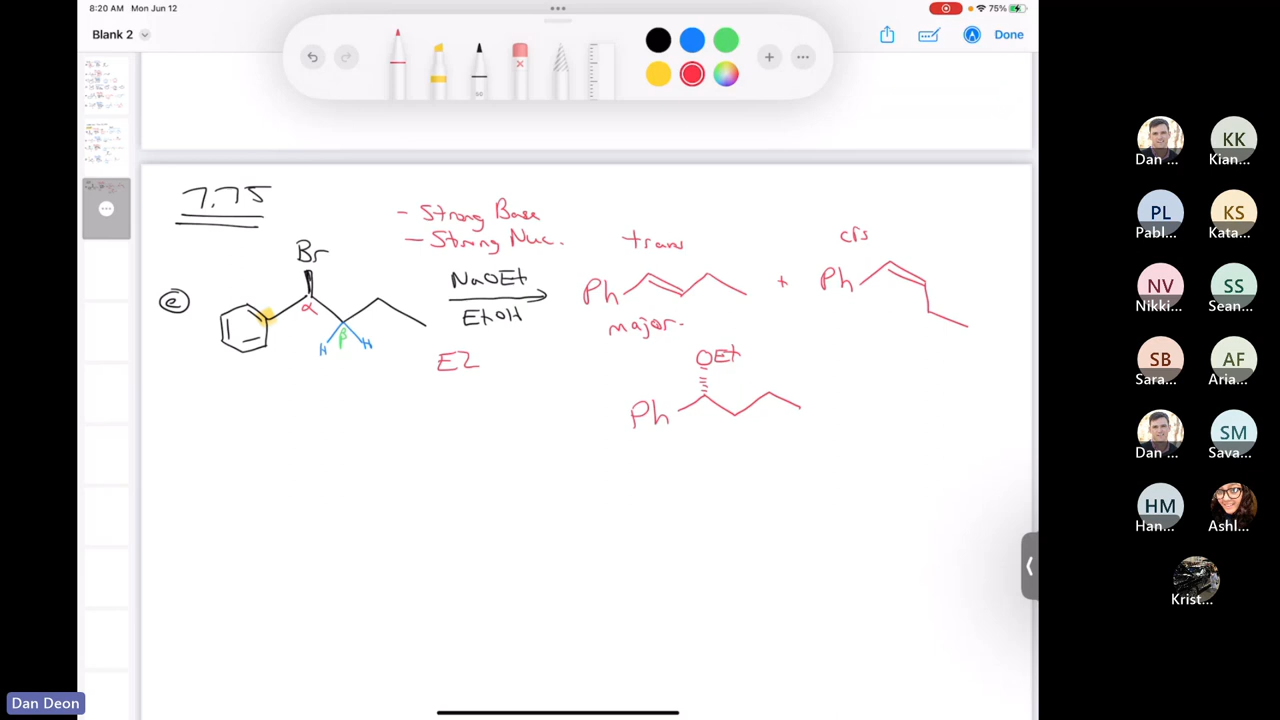 8:20 AM Mon Jun 12
75%
Blank 2
Done
7.75
- Strong Base
- Strong Nuc.
trans
cis
Br
e
α
β
H
H
NaOEt
EtOH
E2
Ph
+
Ph
major.
OEt
Ph
Dan ...
KK
Kian...
PL
Pabl...
KS
Kata...
NV
Nikki...
SS
Sean...
SB
Sara...
AF
Aria...
Dan ...
SM
Sava...
HM
Han...
Ashl...
Krist...
Dan Deon